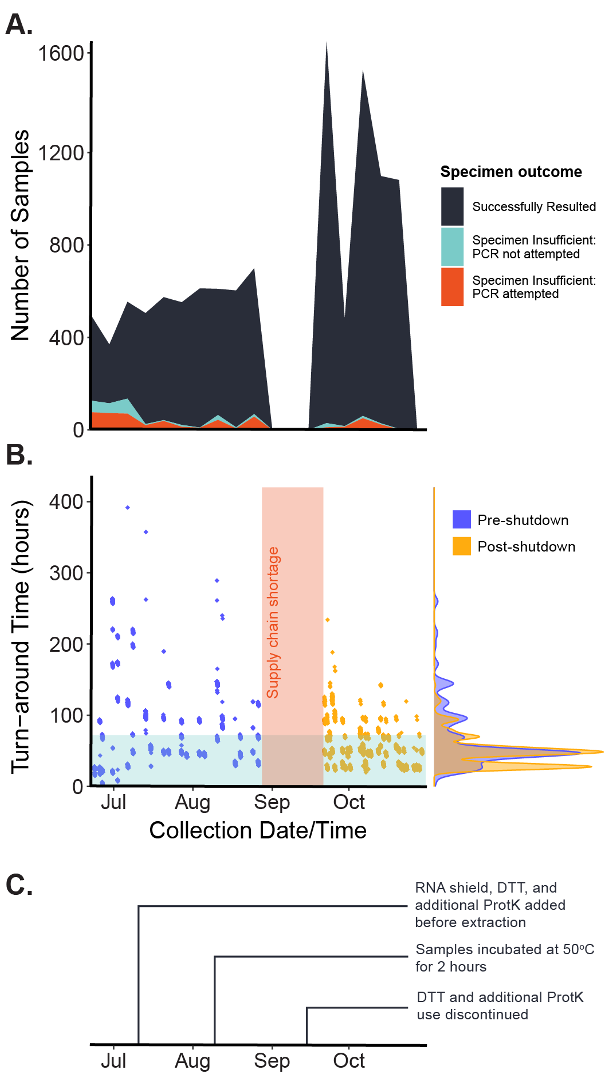 A.
1600
1200
800
400
0
Number of Samples
Specimen outcome
Successfully Resulted
Specimen Insufficient:
PCR not attempted
Specimen Insufficient:
PCR attempted
B.
400
300
200
100
0
Turn−around Time (hours)
Supply chain shortage
Pre-shutdown
Post-shutdown
Jul
Aug
Sep
Oct
Collection Date/Time
C.
RNA shield, DTT, and
additional ProtK added
before extraction
Samples incubated at 50ºC
for 2 hours
DTT and additional ProtK
use discontinued
Jul
Aug
Sep
Oct